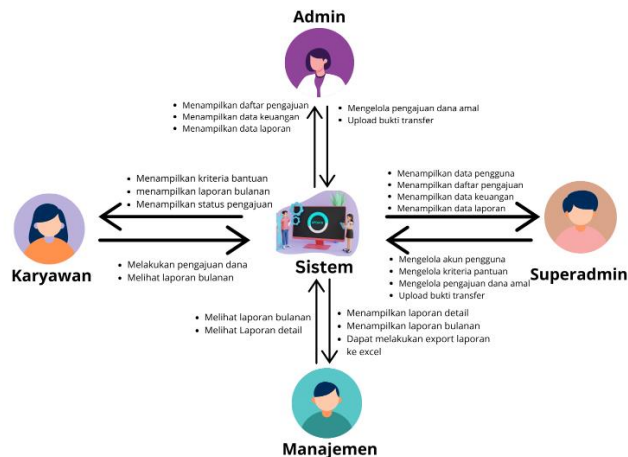 Admin
• Menampilkan daftar pengajuan
• Menampilkan data keuangan
• Menampilkan data laporan
• Mengelola pengajuan dana amal
• Upload bukti transfer
• Menampilkan kriteria bantuan
• menampilkan laporan bulanan
• Menampilkan status pengajuan
• Menampilkan data pengguna
• Menampilkan daftar pengajuan
• Menampilkan data keuangan
• Menampilkan data laporan
Karyawan
• Melakukan pengajuan dana
• Melihat laporan bulanan
Sistem
• Mengelola akun pengguna
• Mengelola kriteria pantuan
• Mengelola pengajuan dana amal
• Upload bukti transfer
Superadmin
• Melihat laporan bulanan
• Melihat Laporan detail
• Menampilkan laporan detail
• Menampilkan laporan bulanan
• Dapat melakukan export laporan
ke excel
Manajemen